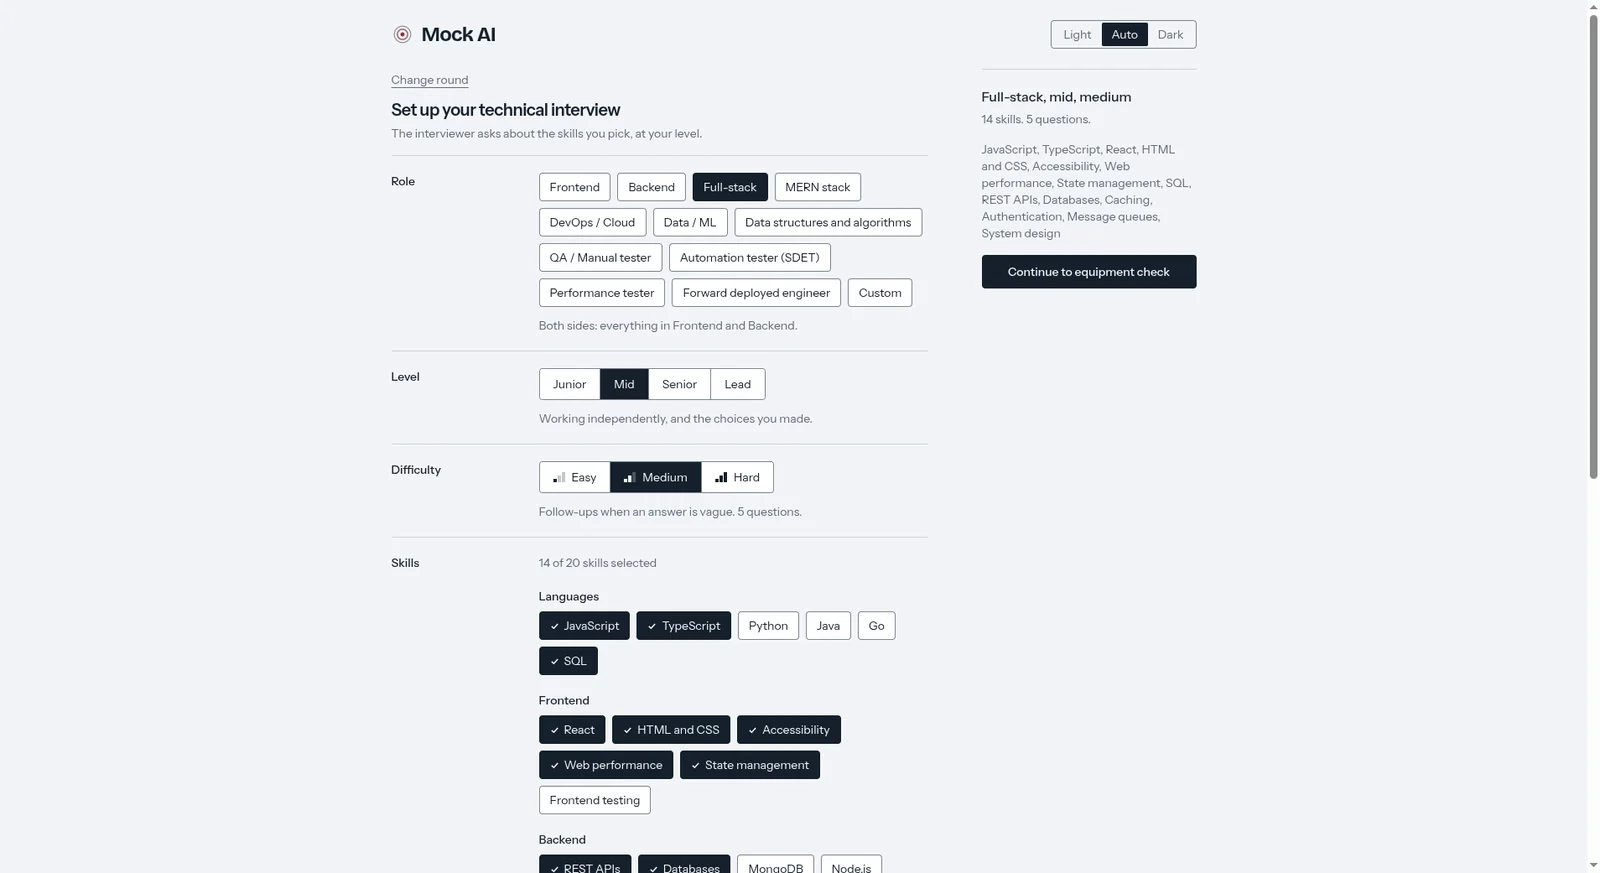 Mock AI
Light Auto Dark
Change round
Set up your technical interview
The interviewer asks about the skills you pick, at your level.
Role
Frontend Backend Full-stack MERN stack
DevOps / Cloud Data / ML Data structures and algorithms
QA / Manual tester Automation tester (SDET)
Performance tester Forward deployed engineer Custom
Both sides: everything in Frontend and Backend.
Level
Junior Mid Senior Lead
Working independently, and the choices you made.
Difficulty
Easy Medium Hard
Follow-ups when an answer is vague. 5 questions.
Skills
14 of 20 skills selected
Languages
JavaScript TypeScript Python Java Go
SQL
Frontend
React HTML and CSS Accessibility
Web performance State management
Frontend testing
Backend
REST APIs Databases MongoDB Node.js
Full-stack, mid, medium
14 skills. 5 questions.
JavaScript, TypeScript, React, HTML
and CSS, Accessibility, Web
performance, State management, SQL,
REST APIs, Databases, Caching,
Authentication, Message queues,
System design
Continue to equipment check